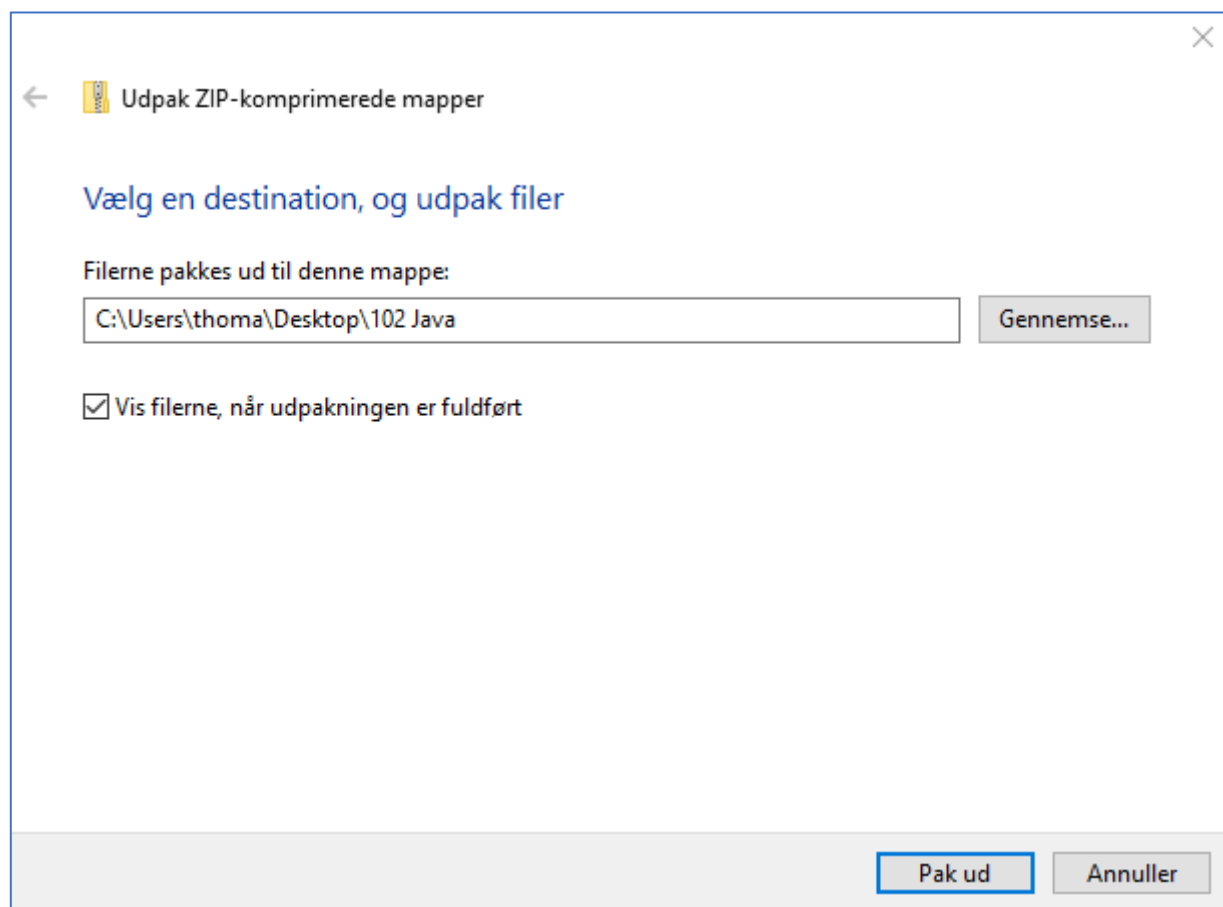 Udpak ZIP-komprimerede mapper
Vælg en destination, og udpak filer
Filerne pakkes ud til denne mappe:
C:\Users\thoma\Desktop\102 Java
Gennemse...
Vis filerne, når udpakningen er fuldført
Pak ud
Annuller